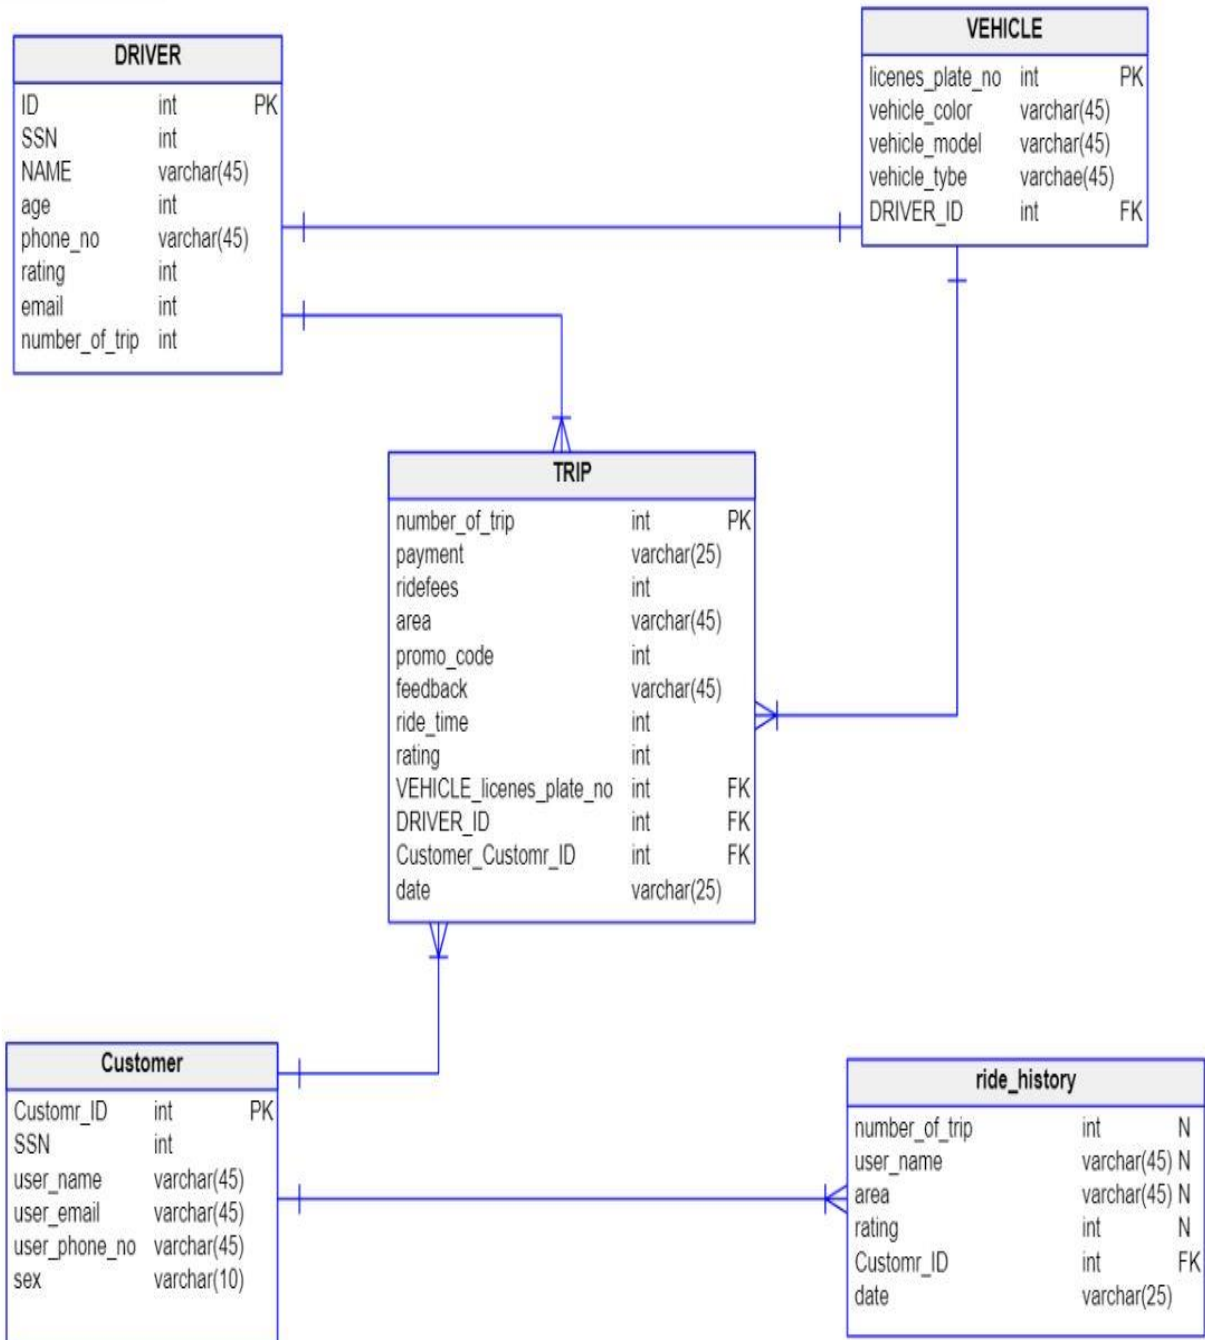 DRIVER
ID int PK
SSN int
NAME varchar(45)
age int
phone_no varchar(45)
rating int
email int
number_of_trip int
VEHICLE
licenes_plate_no int PK
vehicle_color varchar(45)
vehicle_model varchar(45)
vehicle_tybe varchae(45)
DRIVER_ID int FK
TRIP
number_of_trip int PK
payment varchar(25)
ridefees int
area varchar(45)
promo_code int
feedback varchar(45)
ride_time int
rating int
VEHICLE_licenes_plate_no int FK
DRIVER_ID int FK
Customer_Customr_ID int FK
date varchar(25)
Customer
Customr_ID int PK
SSN int
user_name varchar(45)
user_email varchar(45)
user_phone_no varchar(45)
sex varchar(10)
ride_history
number_of_trip int N
user_name varchar(45) N
area varchar(45) N
rating int N
Customr_ID int FK
date varchar(25)